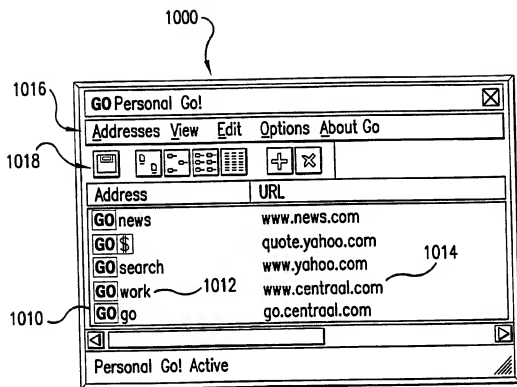 1000
1016
GO Personal Go!
Addresses View Edit Options About Go
1018
Address URL
GO news www.news.com
GO $ quote.yahoo.com
GO search www.yahoo.com
GO work 1012 www.centraal.com 1014
1010 GO go go.centraal.com
Personal Go! Active